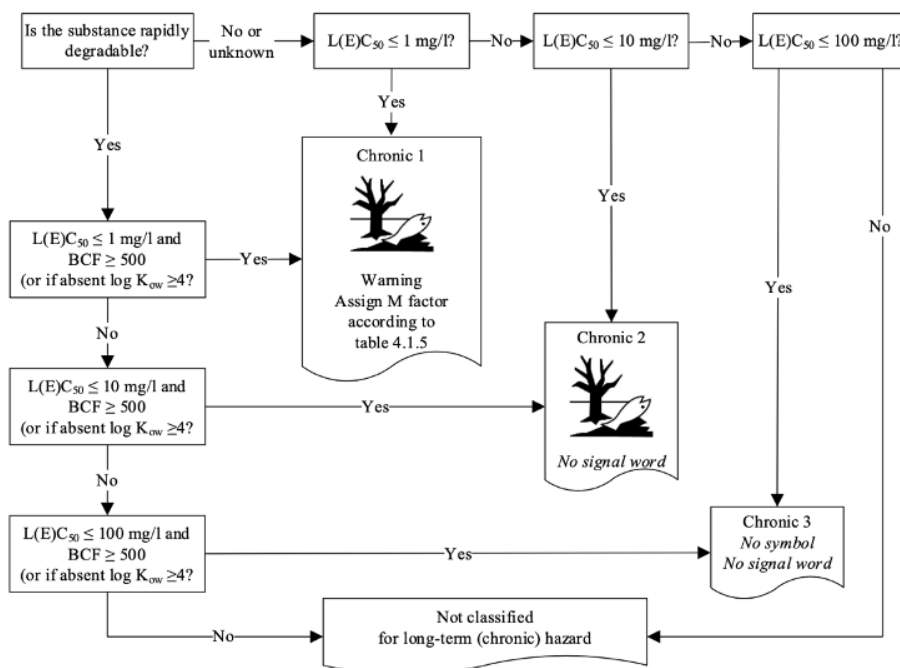 Is the substance rapidly
degradable?
No or
unknown
L(E)C₅₀ ≤ 1 mg/l?
No
L(E)C₅₀ ≤ 10 mg/l?
No
L(E)C₅₀ ≤ 100 mg/l?
Yes
Yes
Yes
Yes
No
Chronic 1
Warning
Assign M factor
according to
table 4.1.5
L(E)C₅₀ ≤ 1 mg/l and
BCF ≥ 500
(or if absent log Kₒw ≥4?
Yes
No
L(E)C₅₀ ≤ 10 mg/l and
BCF ≥ 500
(or if absent log Kₒw ≥4?
Yes
Chronic 2
No signal word
No
L(E)C₅₀ ≤ 100 mg/l and
BCF ≥ 500
(or if absent log Kₒw ≥4?
Yes
Chronic 3
No symbol
No signal word
No
Not classified
for long-term (chronic) hazard